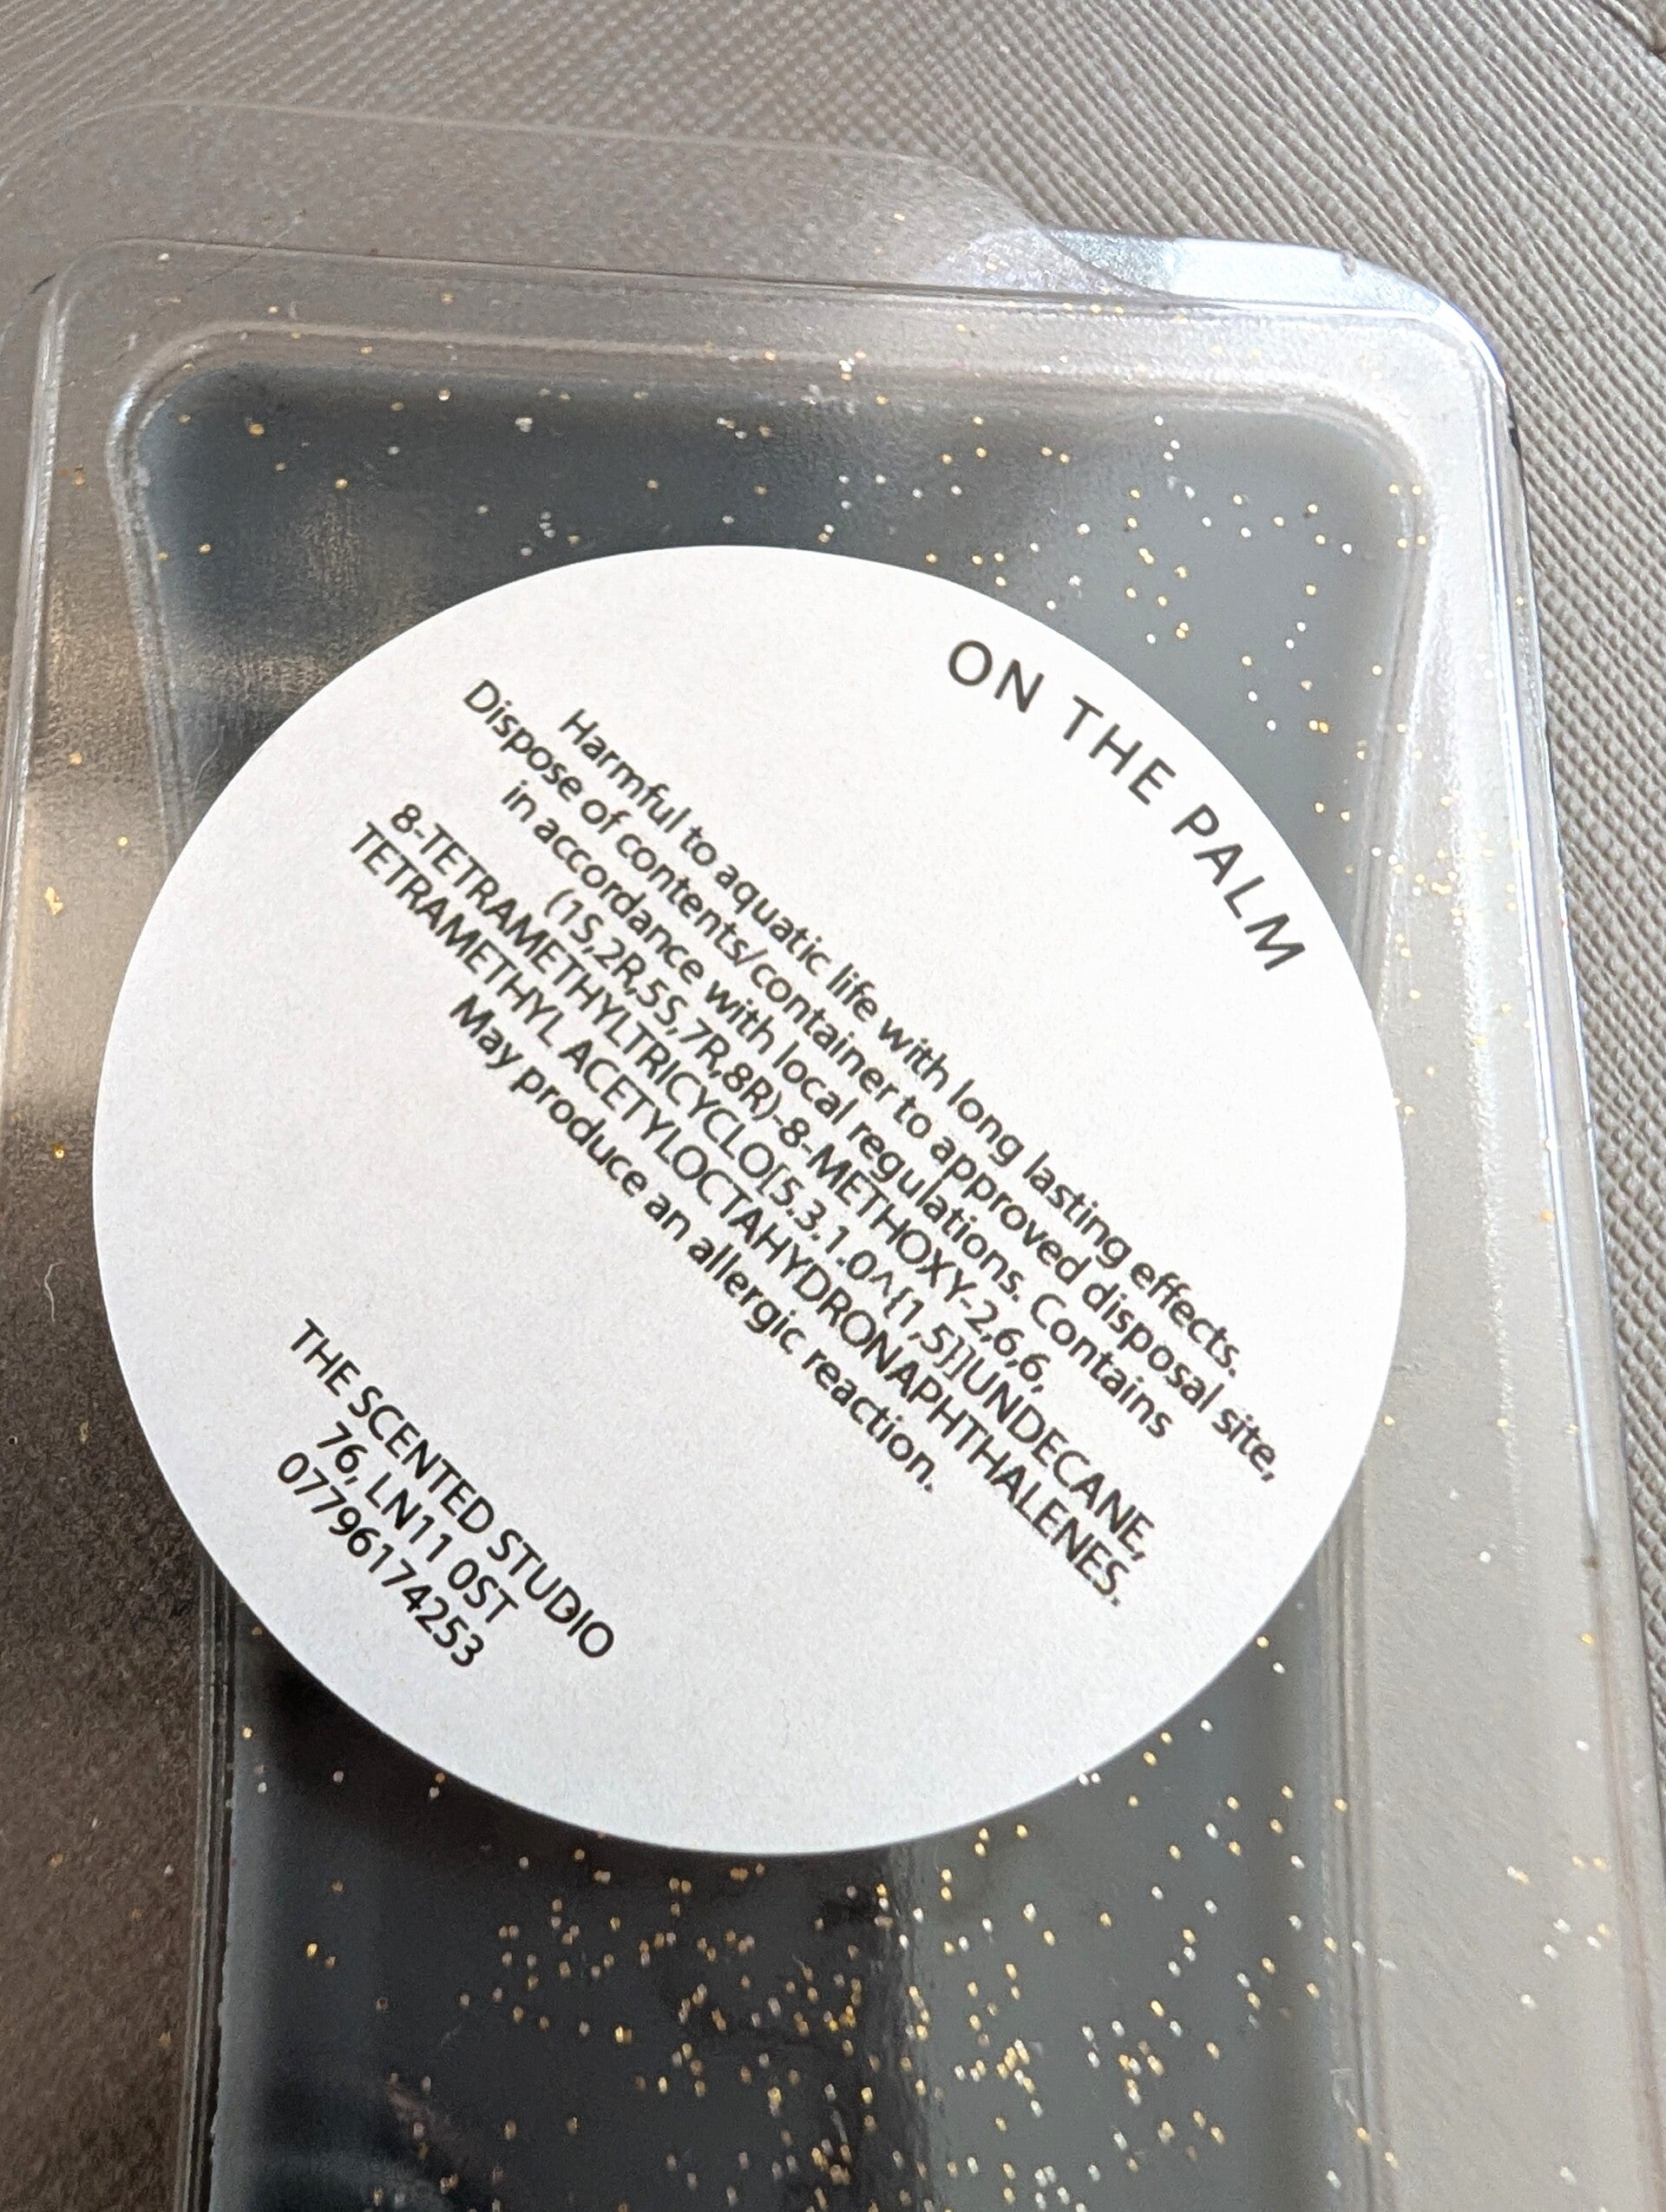 ON THE PALM
Harmful to aquatic life with long lasting effects.
Dispose of contents/container to approved disposal site,
in accordance with local regulations. Contains
(1S,2R,5S,7R,8R)-8-METHOXY-2,6,6,
8-TETRAMETHYLTRICYCLO[5.3.1.0^{1,5}]UNDECANE,
TETRAMETHYL ACETYLOCTAHYDRONAPHTHALENES.
May produce an allergic reaction.
THE SCENTED STUDIO
76, LN11 0ST
07796174253